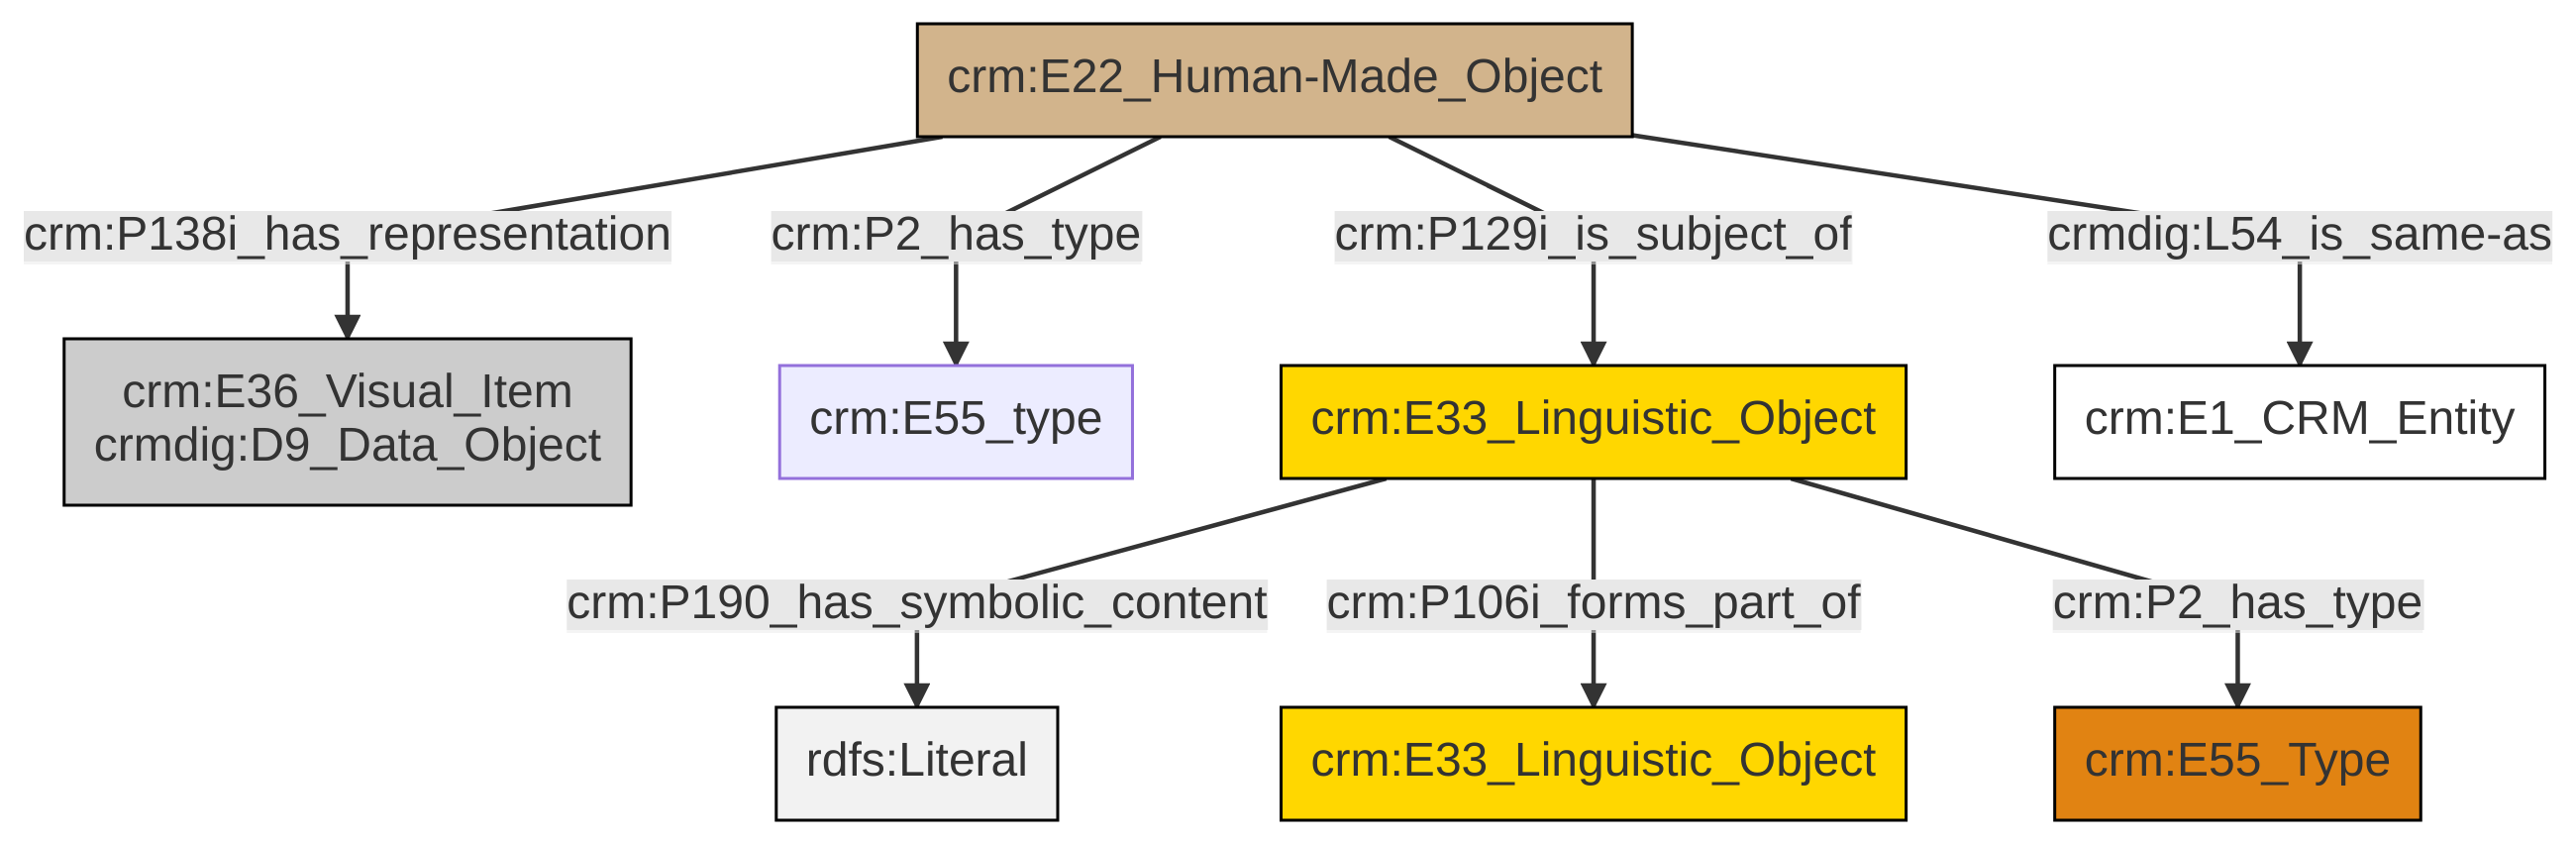 crm:E22_Human-Made_Object
crm:P138i_has_representation
crm:P2_has_type
crm:P129i_is_subject_of
crmdig:L54_is_same-as
crm:E36_Visual_Item
crmdig:D9_Data_Object
crm:E55_type
crm:E33_Linguistic_Object
crm:E1_CRM_Entity
crm:P190_has_symbolic_content
crm:P106i_forms_part_of
crm:P2_has_type
rdfs:Literal
crm:E33_Linguistic_Object
crm:E55_Type